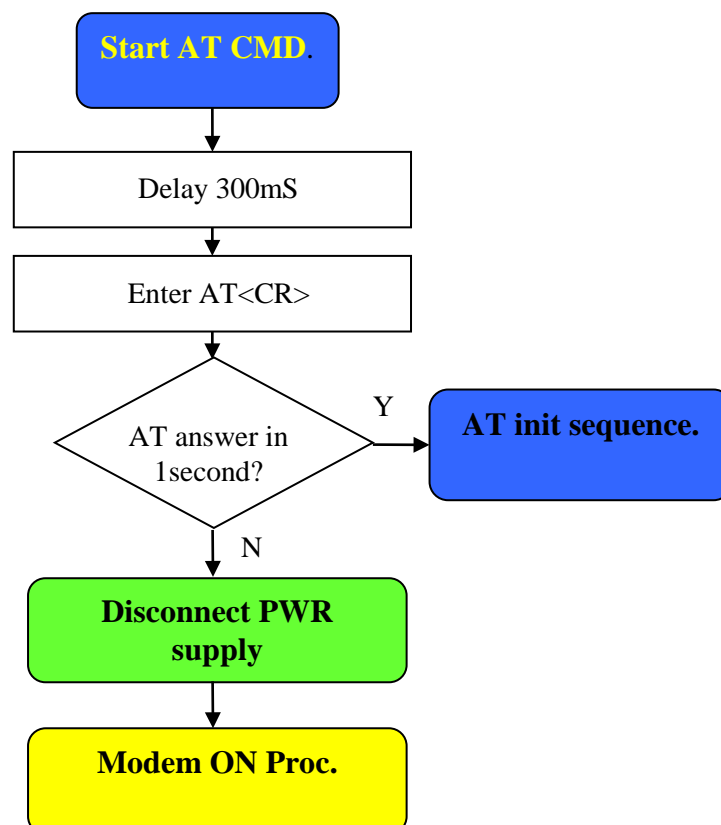 Start AT CMD.
Delay 300mS
Enter AT<CR>
AT answer in
1second?
Y
AT init sequence.
N
Disconnect PWR
supply
Modem ON Proc.